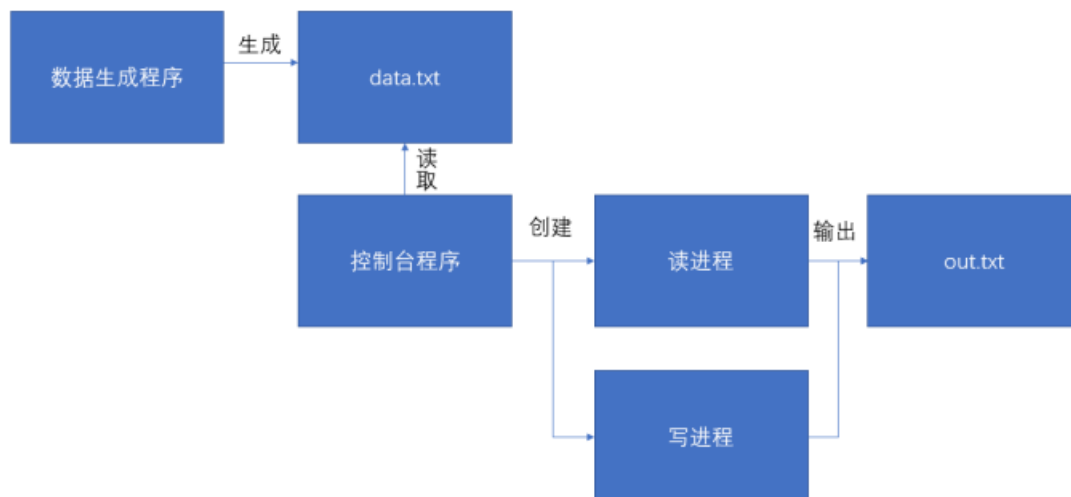 生成
数据生成程序
data.txt
读
取
创建
输出
控制台程序
读进程
out.txt
写进程